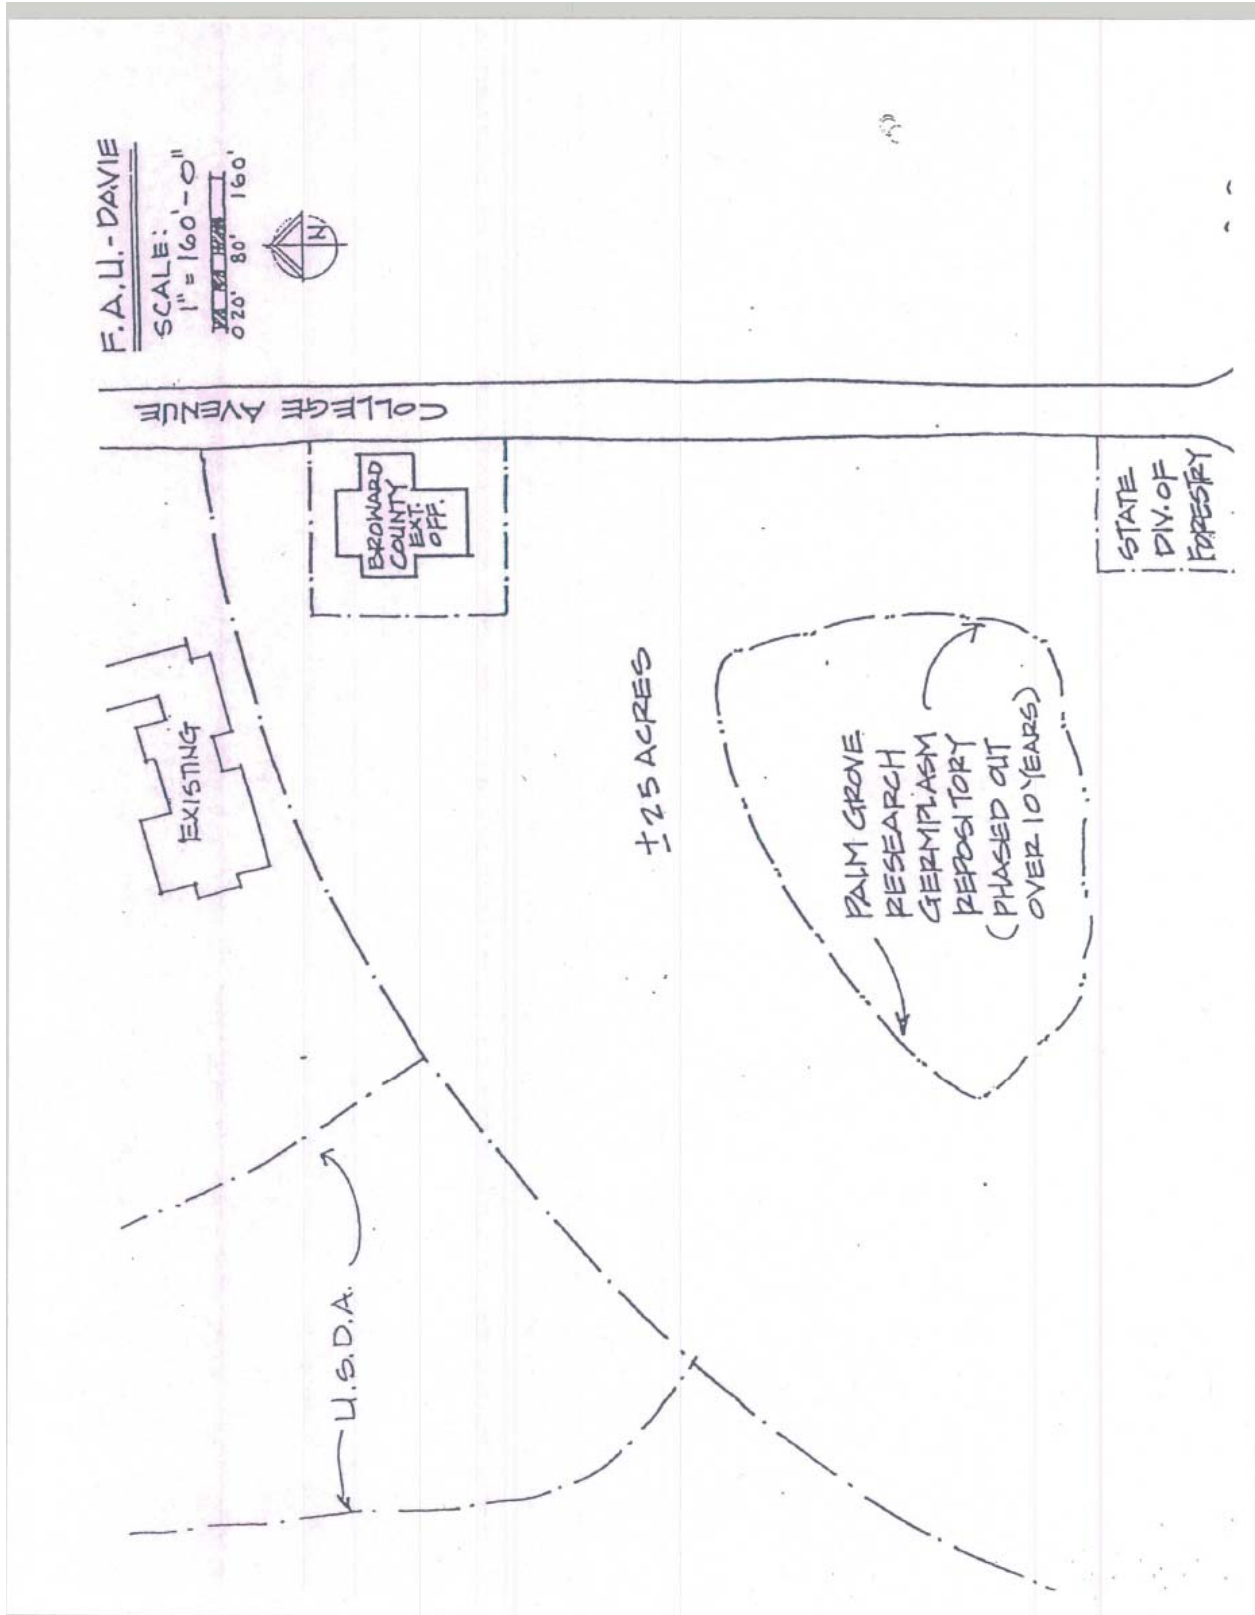 F.A.U.-DAVIE
SCALE:
1" = 160'-0"
0 20' 80' 160'
N
COLLEGE AVENUE
BROWARD
COUNTY
EXT.
OFF.
EXISTING
STATE
DIV. OF
FORESTRY
±25 ACRES
PALM GROVE
RESEARCH
GERMPLASM
REPOSITORY
(PHASED OUT
OVER 10 YEARS)
U.S.D.A.